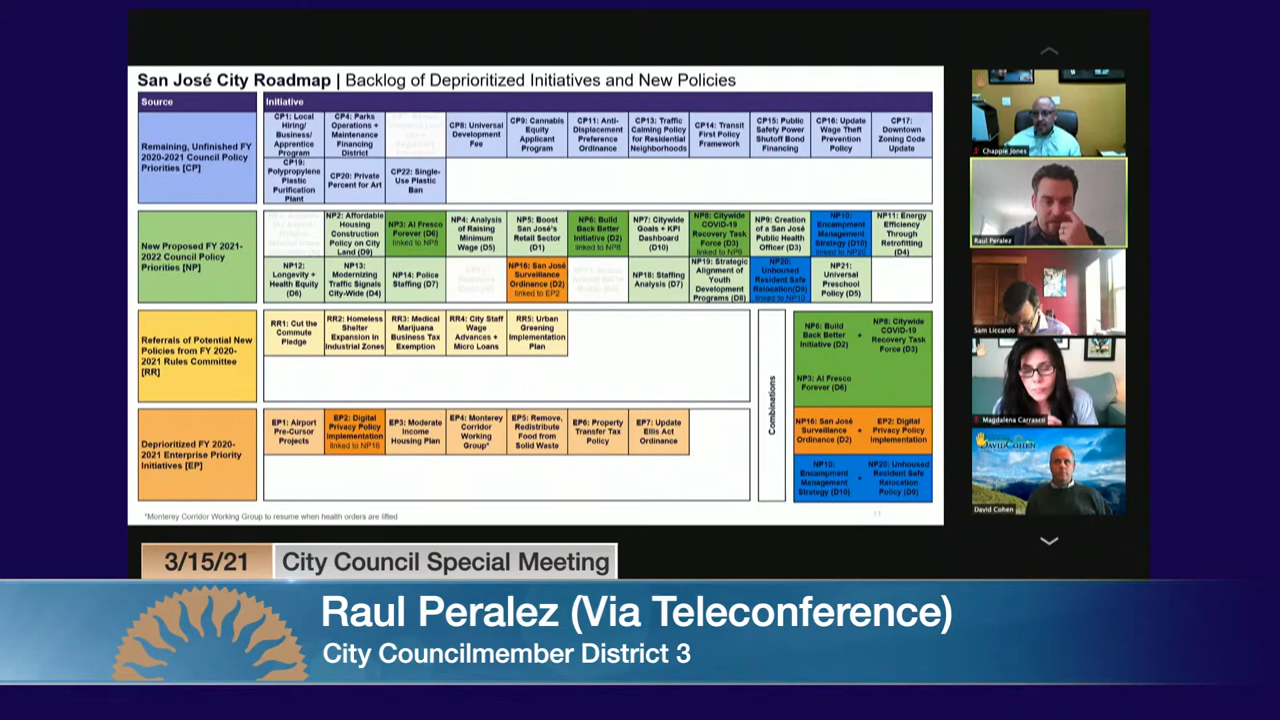 San José City Roadmap | Backlog of Deprioritized Initiatives and New Policies
Source
Initiative
Remaining, Unfinished FY
2020-2021 Council Policy
Priorities [CP]
CP1: Local
Hiring/
Business/
Apprentice
Program
CP4: Parks
Operations +
Maintenance
Financing
District
CP8: Universal
Development
Fee
CP9: Cannabis
Equity
Applicant
Program
CP11: Anti-
Displacement
Preference
Ordinance
CP13: Traffic
Calming Policy
for Residential
Neighborhoods
CP14: Transit
First Policy
Framework
CP15: Public
Safety Power
Shutoff Bond
Financing
CP16: Update
Wage Theft
Prevention
Policy
CP17:
Downtown
Zoning Code
Update
CP19:
Polypropylene
Plastic
Purification
Plant
CP20: Private
Percent for Art
CP22: Single-
Use Plastic
Ban
New Proposed FY 2021-
2022 Council Policy
Priorities [NP]
NP2: Affordable
Housing
Construction
Policy on City
Land (D9)
NP3: Al Fresco
Forever (D6)
linked to NP8
NP4: Analysis
of Raising
Minimum
Wage (D5)
NP5: Boost
San José's
Retail Sector
(D1)
NP6: Build
Back Better
Initiative (D2)
linked to NP8
NP7: Citywide
Goals + KPI
Dashboard
(D10)
NP8: Citywide
COVID-19
Recovery Task
Force (D3)
linked to NP6
NP9: Creation
of a San José
Public Health
Officer (D3)
NP10:
Encampment
Management
Strategy (D10)
linked to NP20
NP11: Energy
Efficiency
Through
Retrofitting
(D4)
NP12:
Longevity +
Health Equity
(D6)
NP13:
Modernizing
Traffic Signals
City-Wide (D4)
NP14: Police
Staffing (D7)
NP16: San José
Surveillance
Ordinance (D2)
linked to EP2
NP18: Staffing
Analysis (D7)
NP19: Strategic
Alignment of
Youth
Development
Programs (D8)
NP20:
Unhoused
Resident Safe
Relocation(D9)
linked to NP10
NP21:
Universal
Preschool
Policy (D5)
Referrals of Potential New
Policies from FY 2020-
2021 Rules Committee
[RR]
RR1: Cut the
Commute
Pledge
RR2: Homeless
Shelter
Expansion in
Industrial Zones
RR3: Medical
Marijuana
Business Tax
Exemption
RR4: City Staff
Wage
Advances +
Micro Loans
RR5: Urban
Greening
Implementation
Plan
Deprioritized FY 2020-
2021 Enterprise Priority
Initiatives [EP]
EP1: Airport
Pre-Cursor
Projects
EP2: Digital
Privacy Policy
Implementation
linked to NP16
EP3: Moderate
Income
Housing Plan
EP4: Monterey
Corridor
Working
Group*
EP5: Remove,
Redistribute
Food from
Solid Waste
EP6: Property
Transfer Tax
Policy
EP7: Update
Ellis Act
Ordinance
Combinations
NP6: Build
Back Better
Initiative (D2)
+
NP8: Citywide
COVID-19
Recovery Task
Force (D3)
NP3: Al Fresco
Forever (D6)
NP16: San José
Surveillance
Ordinance (D2)
+
EP2: Digital
Privacy Policy
Implementation
NP10:
Encampment
Management
Strategy (D10)
+
NP20: Unhoused
Resident Safe
Relocation
Policy (D9)
*Monterey Corridor Working Group to resume when health orders are lifted
11
Chappie Jones
Raul Peralez
Sam Liccardo
Magdalena Carrasco
DAVID COHEN
David Cohen
3/15/21
City Council Special Meeting
Raul Peralez (Via Teleconference)
City Councilmember District 3